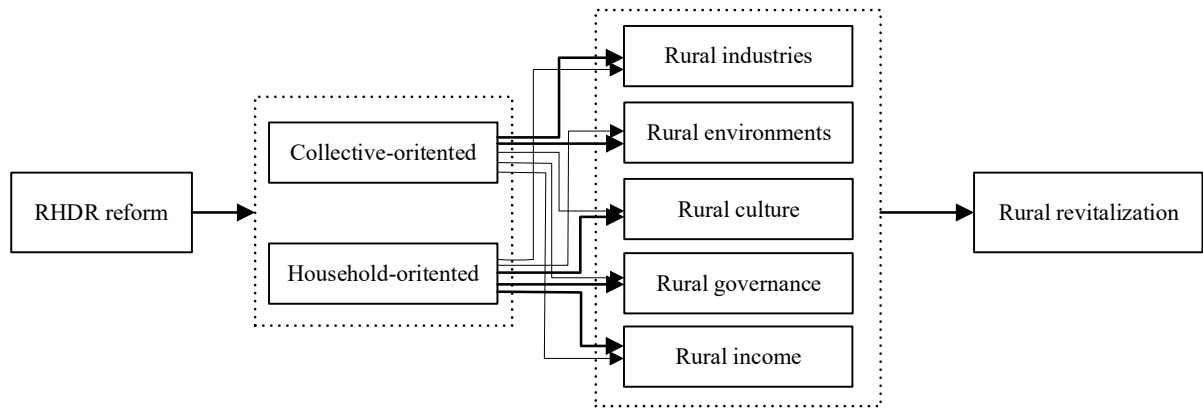 RHDR reform
Collective-oritented
Household-oritented
Rural industries
Rural environments
Rural culture
Rural governance
Rural income
Rural revitalization